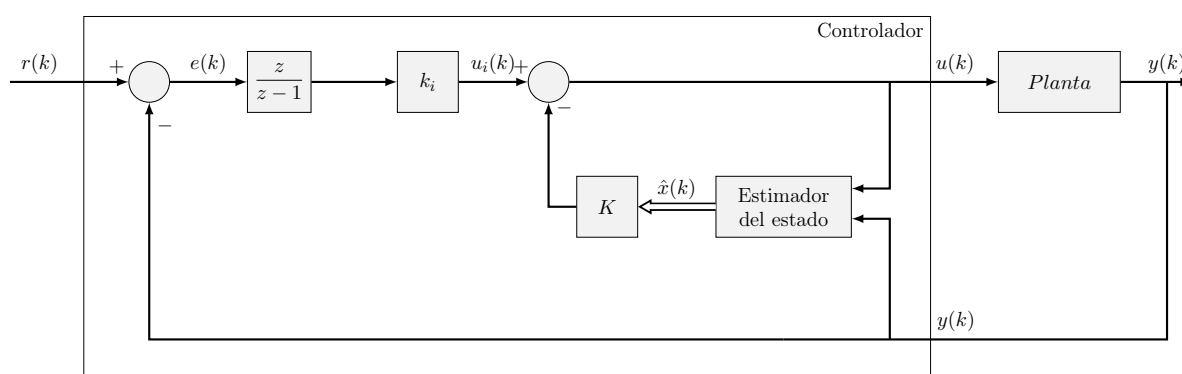 Controlador
r(k)
+
e(k)
z
z − 1
k_i
u_i(k)
+
u(k)
Planta
y(k)
−
−
K
x̂(k)
Estimador
del estado
y(k)